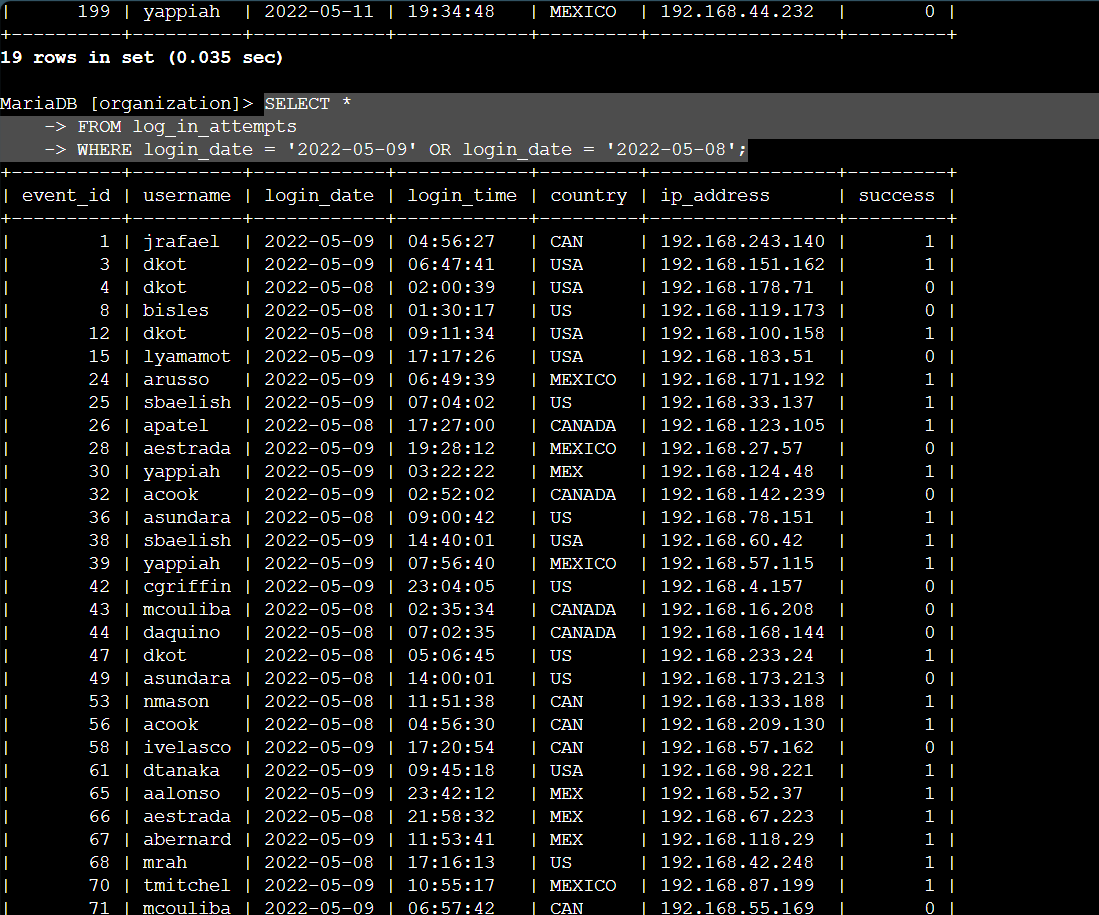 |      199 | yappiah  | 2022-05-11 | 19:34:48   | MEXICO  | 192.168.44.232  |       0 |
+----------+----------+------------+------------+---------+-----------------+---------+
19 rows in set (0.035 sec)
MariaDB [organization]> SELECT *
    -> FROM log_in_attempts
    -> WHERE login_date = '2022-05-09' OR login_date = '2022-05-08';
+----------+----------+------------+------------+---------+-----------------+---------+
| event_id | username | login_date | login_time | country | ip_address      | success |
+----------+----------+------------+------------+---------+-----------------+---------+
|        1 | jrafael  | 2022-05-09 | 04:56:27   | CAN     | 192.168.243.140 |       1 |
|        3 | dkot     | 2022-05-09 | 06:47:41   | USA     | 192.168.151.162 |       1 |
|        4 | dkot     | 2022-05-08 | 02:00:39   | USA     | 192.168.178.71  |       0 |
|        8 | bisles   | 2022-05-08 | 01:30:17   | US      | 192.168.119.173 |       0 |
|       12 | dkot     | 2022-05-08 | 09:11:34   | USA     | 192.168.100.158 |       1 |
|       15 | lyamamot | 2022-05-09 | 17:17:26   | USA     | 192.168.183.51  |       0 |
|       24 | arusso   | 2022-05-09 | 06:49:39   | MEXICO  | 192.168.171.192 |       1 |
|       25 | sbaelish | 2022-05-09 | 07:04:02   | US      | 192.168.33.137  |       1 |
|       26 | apatel   | 2022-05-08 | 17:27:00   | CANADA  | 192.168.123.105 |       1 |
|       28 | aestrada | 2022-05-09 | 19:28:12   | MEXICO  | 192.168.27.57   |       0 |
|       30 | yappiah  | 2022-05-09 | 03:22:22   | MEX     | 192.168.124.48  |       1 |
|       32 | acook    | 2022-05-09 | 02:52:02   | CANADA  | 192.168.142.239 |       0 |
|       36 | asundara | 2022-05-08 | 09:00:42   | US      | 192.168.78.151  |       1 |
|       38 | sbaelish | 2022-05-09 | 14:40:01   | USA     | 192.168.60.42   |       1 |
|       39 | yappiah  | 2022-05-09 | 07:56:40   | MEXICO  | 192.168.57.115  |       1 |
|       42 | cgriffin | 2022-05-09 | 23:04:05   | US      | 192.168.4.157   |       0 |
|       43 | mcouliba | 2022-05-08 | 02:35:34   | CANADA  | 192.168.16.208  |       0 |
|       44 | daquino  | 2022-05-08 | 07:02:35   | CANADA  | 192.168.168.144 |       0 |
|       47 | dkot     | 2022-05-08 | 05:06:45   | US      | 192.168.233.24  |       1 |
|       49 | asundara | 2022-05-08 | 14:00:01   | US      | 192.168.173.213 |       0 |
|       53 | nmason   | 2022-05-08 | 11:51:38   | CAN     | 192.168.133.188 |       1 |
|       56 | acook    | 2022-05-08 | 04:56:30   | CAN     | 192.168.209.130 |       1 |
|       58 | ivelasco | 2022-05-09 | 17:20:54   | CAN     | 192.168.57.162  |       0 |
|       61 | dtanaka  | 2022-05-09 | 09:45:18   | USA     | 192.168.98.221  |       1 |
|       65 | aalonso  | 2022-05-09 | 23:42:12   | MEX     | 192.168.52.37   |       1 |
|       66 | aestrada | 2022-05-08 | 21:58:32   | MEX     | 192.168.67.223  |       1 |
|       67 | abernard | 2022-05-09 | 11:53:41   | MEX     | 192.168.118.29  |       1 |
|       68 | mrah     | 2022-05-08 | 17:16:13   | US      | 192.168.42.248  |       1 |
|       70 | tmitchel | 2022-05-09 | 10:55:17   | MEXICO  | 192.168.87.199  |       1 |
|       71 | mcouliba | 2022-05-09 | 06:57:42   | CAN     | 192.168.55.169  |       0 |